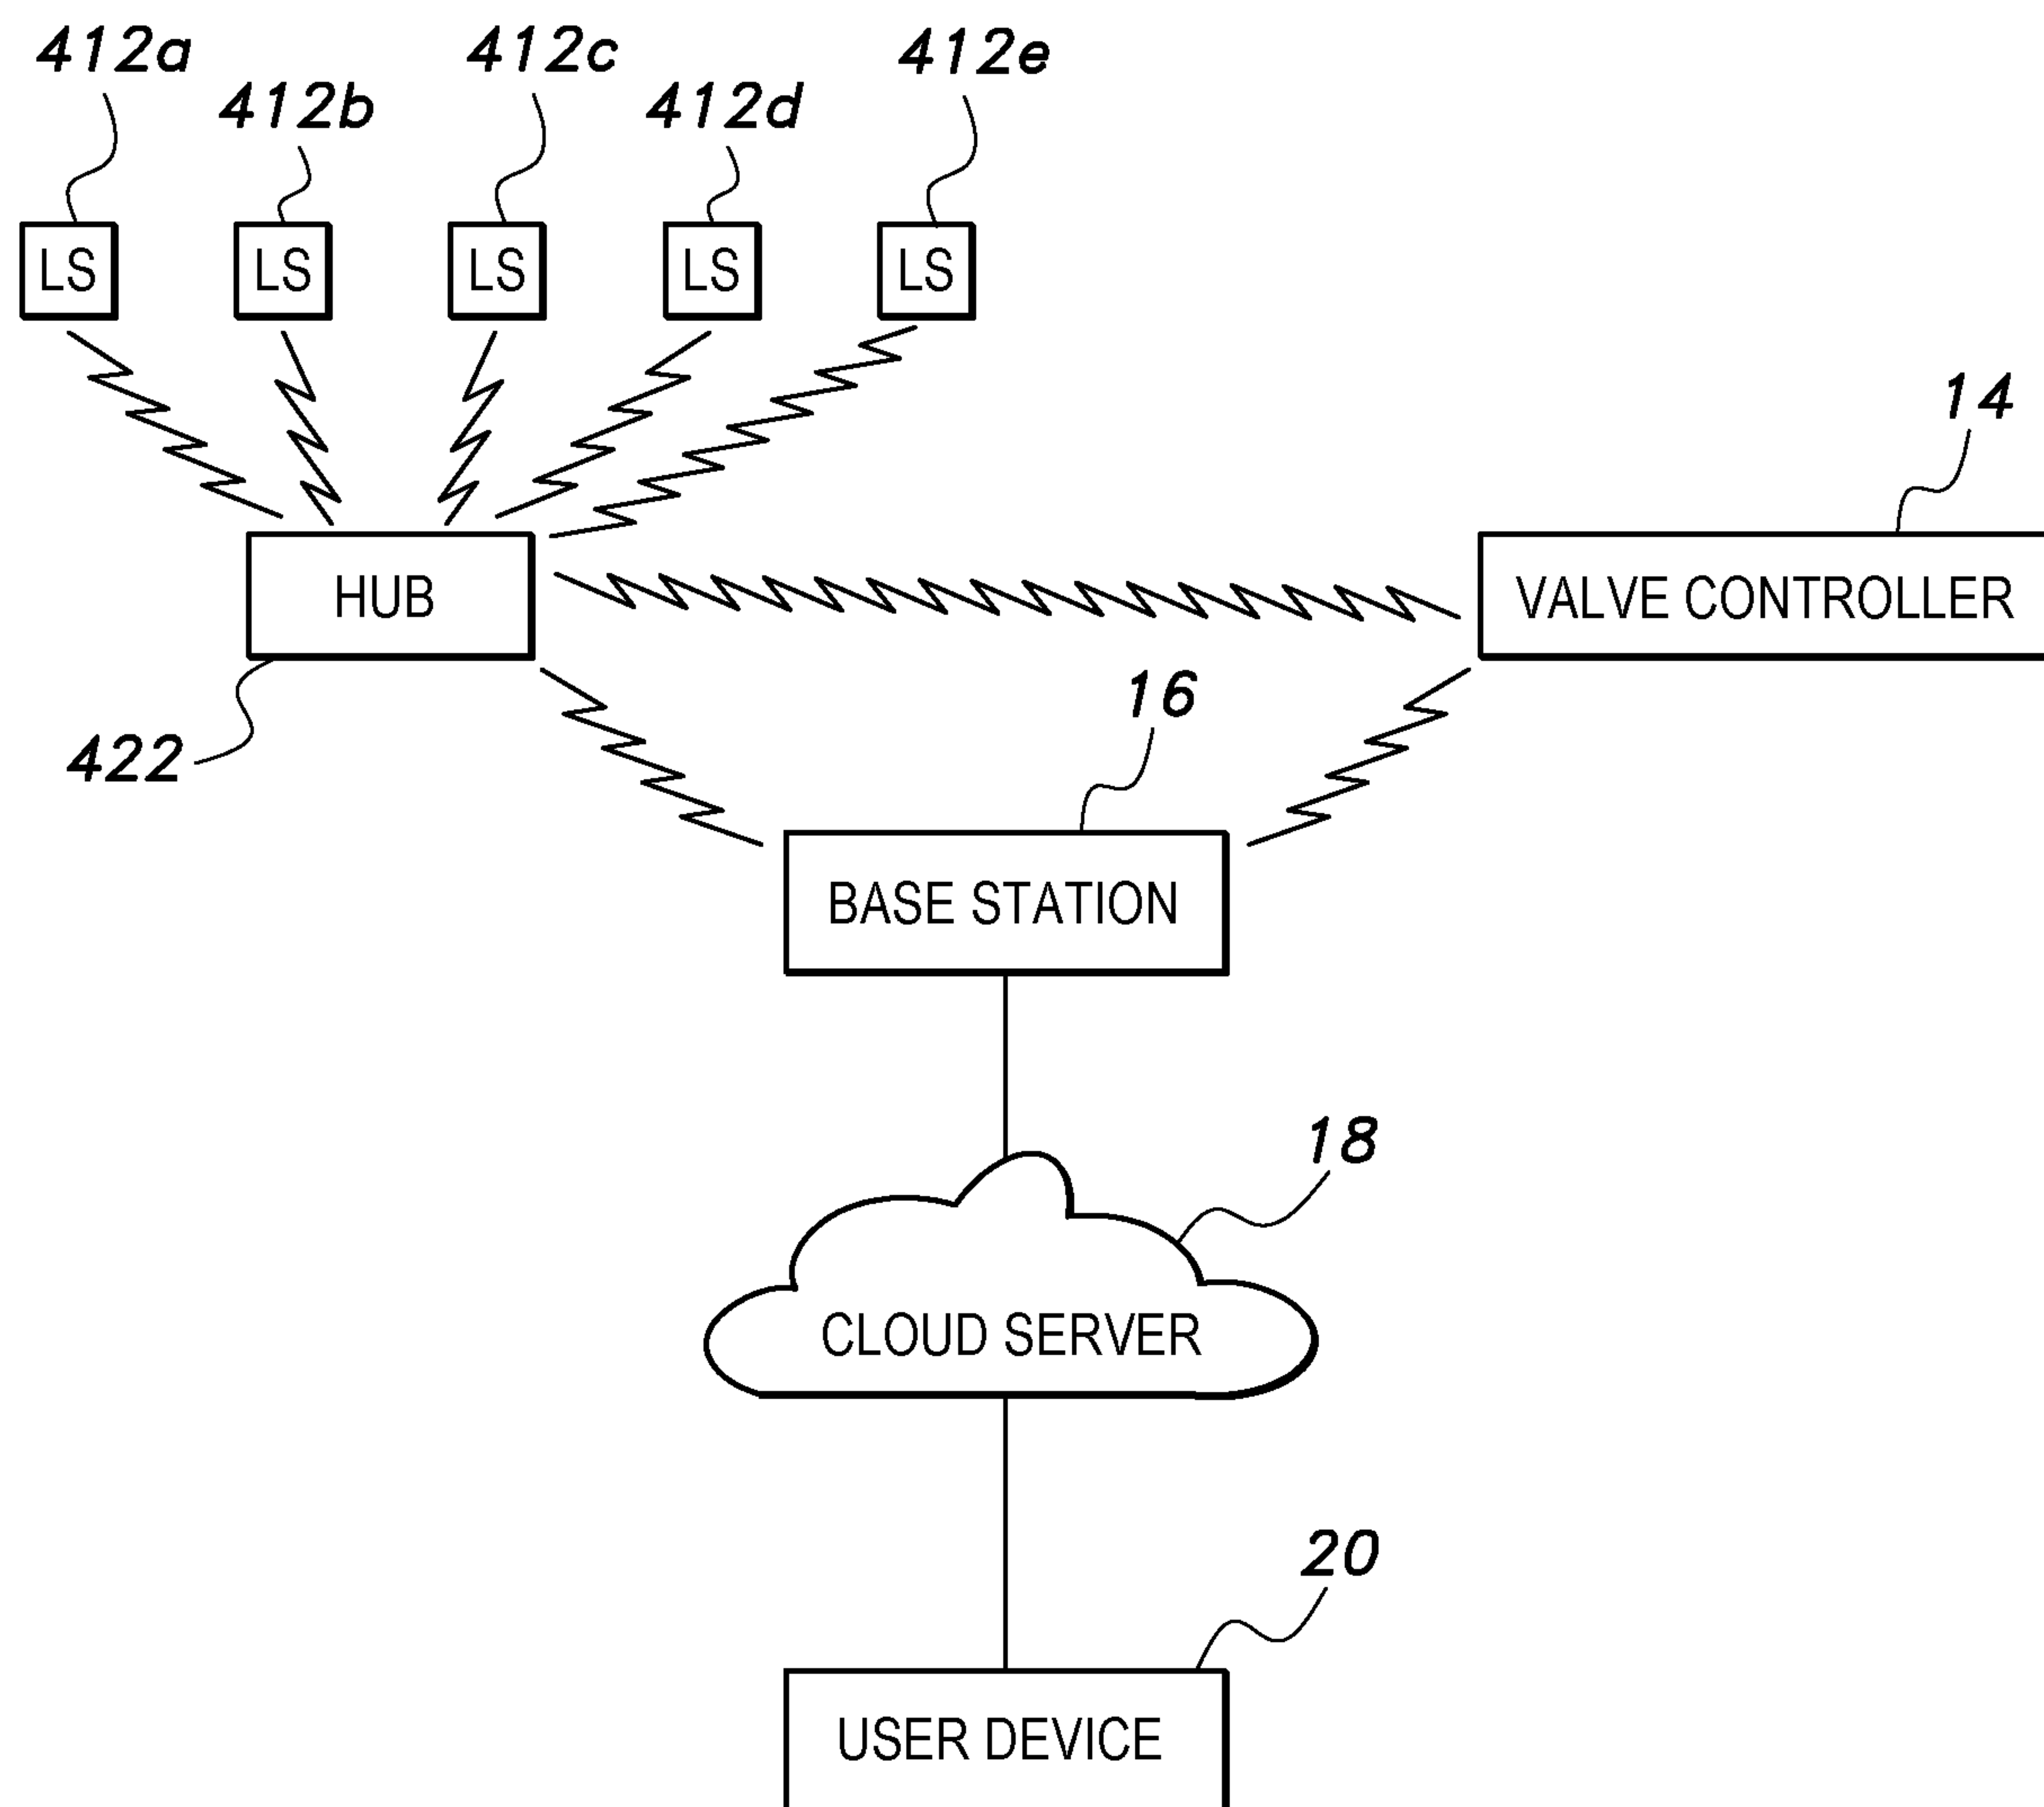 412a 412c 412e
412b 412d
LS LS LS LS LS
14
HUB VALVE CONTROLLER
16
422
BASE STATION
18
CLOUD SERVER
20
USER DEVICE